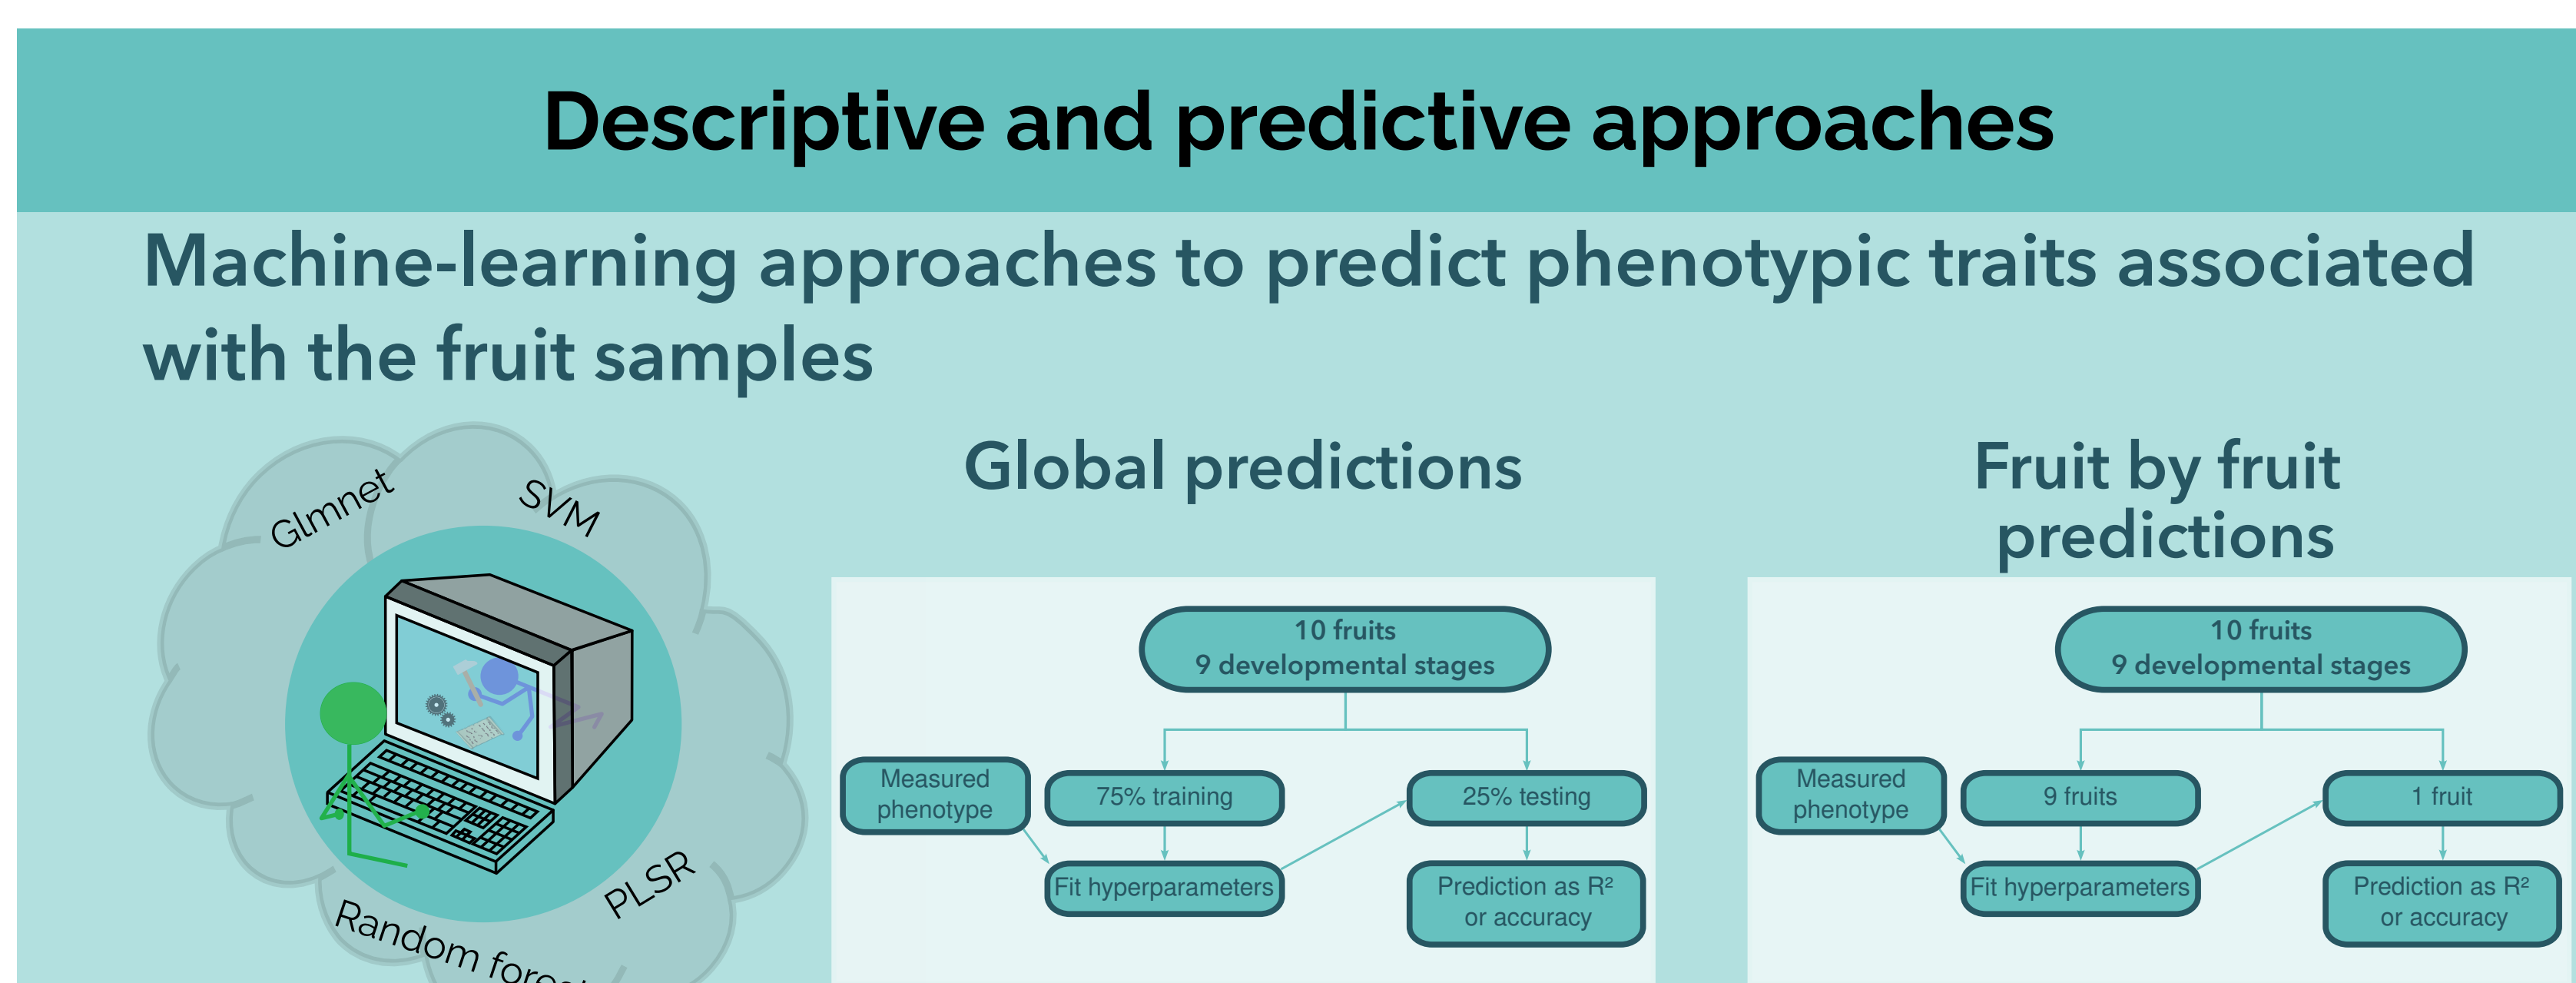 Descriptive and predictive approaches
Machine-learning approaches to predict phenotypic traits associated
with the fruit samples
Glmnet
SVM
PLSR
Random
Global predictions
10 fruits
9 developmental stages
Measured
phenotype
75% training
25% testing
Fit hyperparameters
Prediction as R²
or accuracy
Fruit by fruit
predictions
10 fruits
9 developmental stages
Measured
phenotype
9 fruits
1 fruit
Fit hyperparameters
Prediction as R²
or accuracy